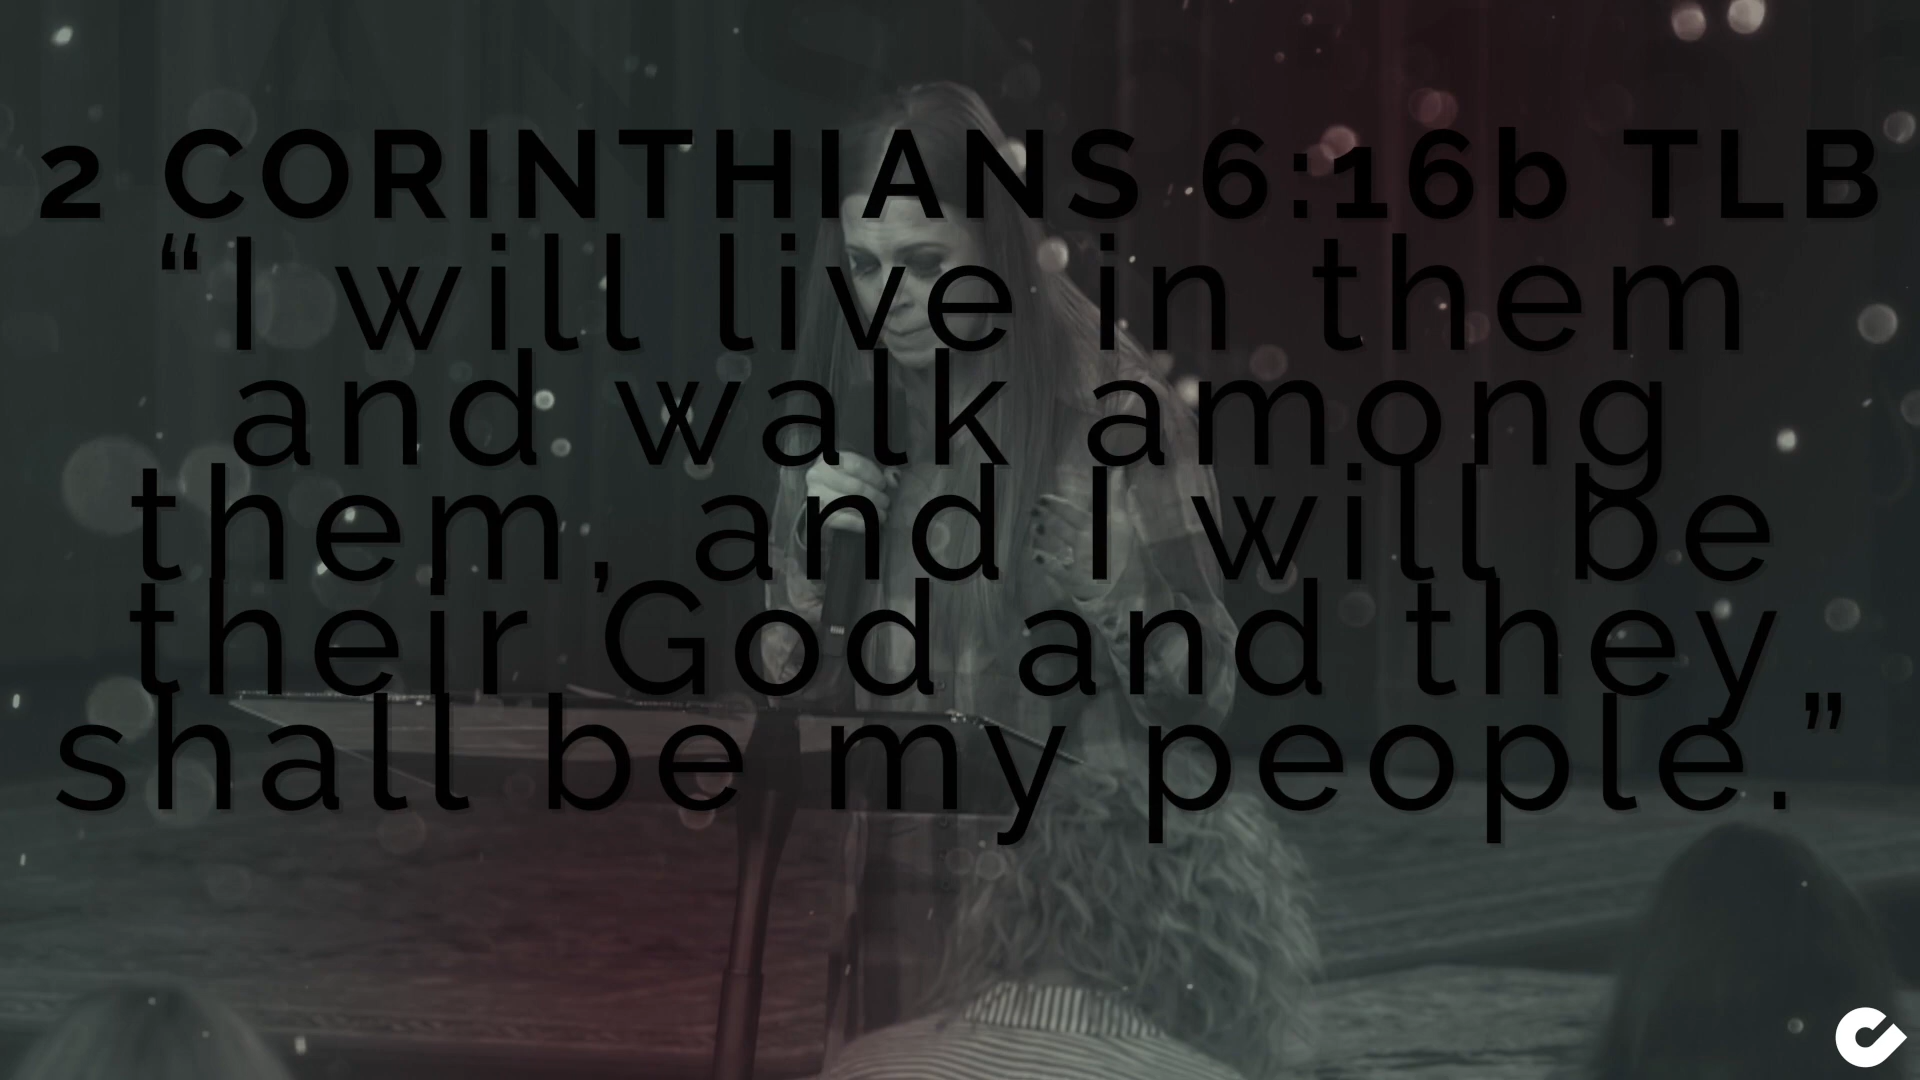 2 CORINTHIANS 6:16b TLB
“I will live in them
and walk among
them, and I will be
their God and they
shall be my people.”